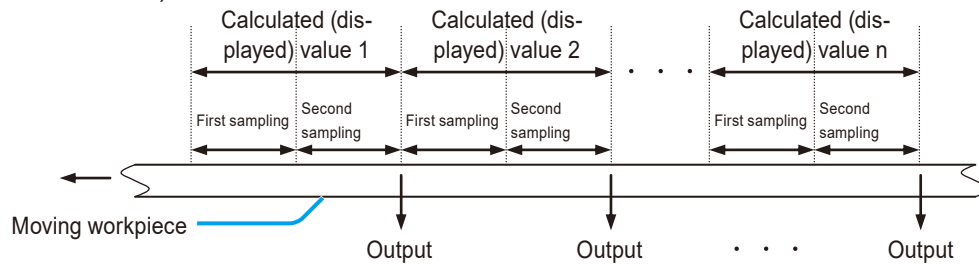 Calculated (dis-
played) value 1
Calculated (dis-
played) value 2
Calculated (dis-
played) value n
. . .
First sampling
Second
sampling
First sampling
Second
sampling
First sampling
Second
sampling
Moving workpiece
Output
Output
. . .
Output